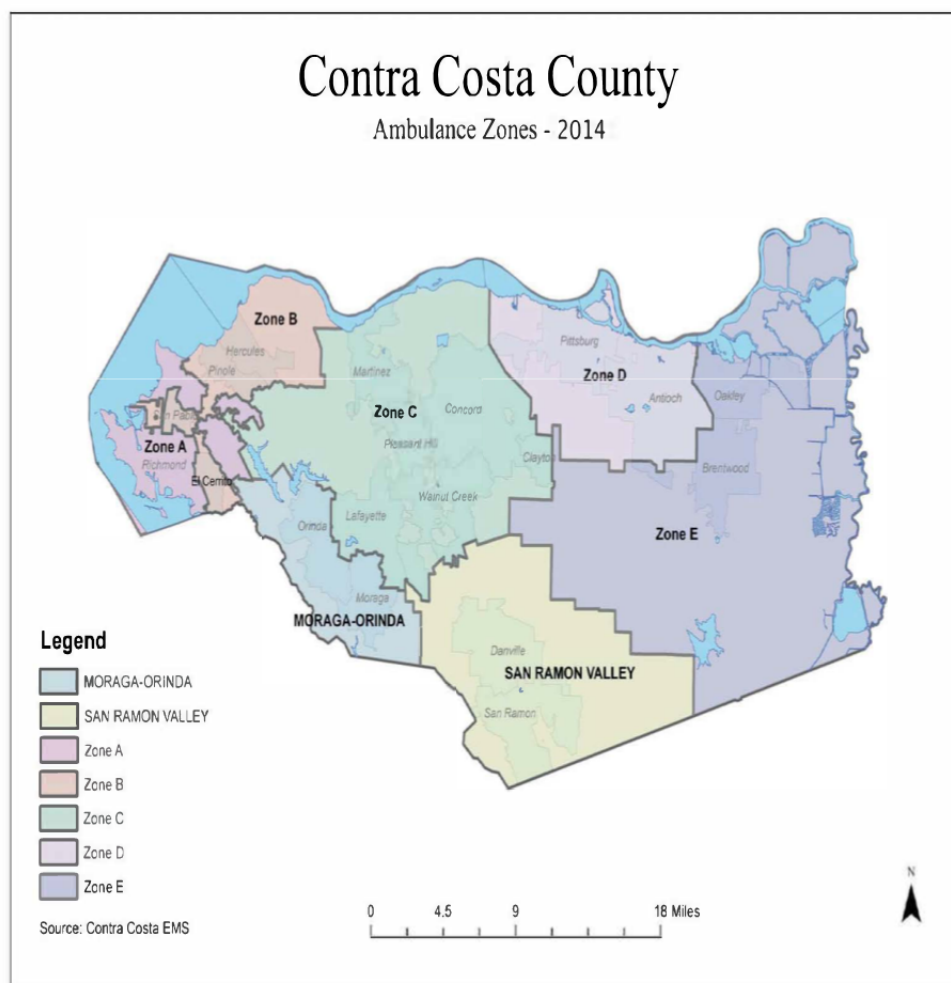 Contra Costa County
Ambulance Zones - 2014
Zone B
Hercules
Pinole
Pittsburg
Zone D
Martinez
Antioch
Oakley
Zone C
Concord
San Pablo
Zone A
Pleasant Hill
Richmond
Clayton
Brentwood
El Cerrito
Walnut Creek
Orinda
Lafayette
Zone E
Moraga
MORAGA-ORINDA
Danville
SAN RAMON VALLEY
San Ramon
Legend
MORAGA-ORINDA
SAN RAMON VALLEY
Zone A
Zone B
Zone C
Zone D
Zone E
Source: Contra Costa EMS
0 4.5 9 18 Miles
N